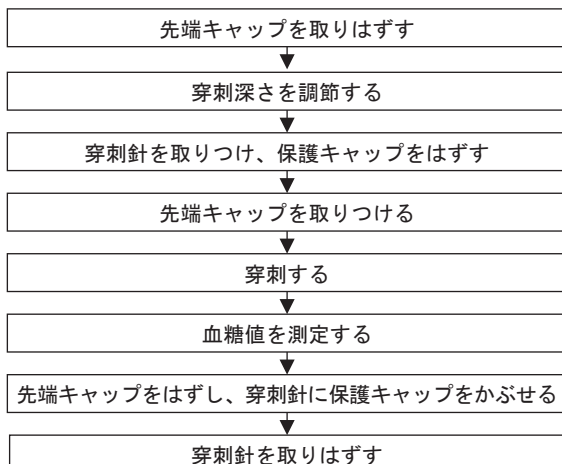 先端キャップを取りはずす
穿刺深さを調節する
穿刺針を取りつけ、保護キャップをはずす
先端キャップを取りつける
穿刺する
血糖値を測定する
先端キャップをはずし、穿刺針に保護キャップをかぶせる
穿刺針を取りはずす